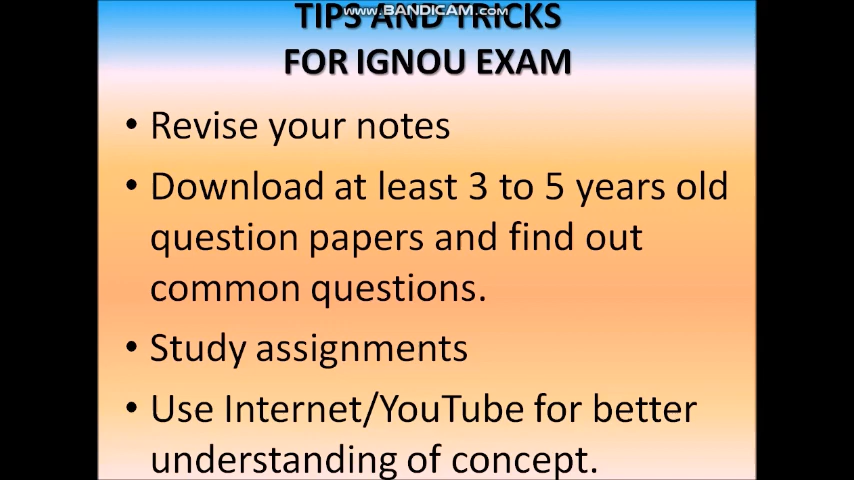 www.BANDICAM.com
TIPS AND TRICKS
FOR IGNOU EXAM
• Revise your notes
• Download at least 3 to 5 years old
question papers and find out
common questions.
• Study assignments
• Use Internet/YouTube for better
understanding of concept.